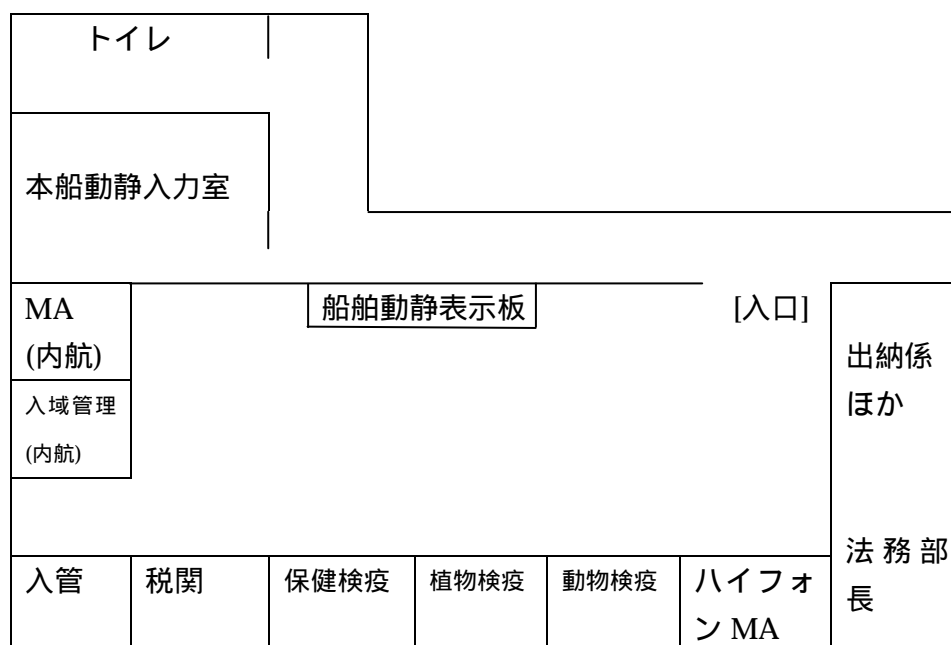 トイレ
本船動静入力室
MA
(内航)
船舶動静表示板
[入口]
出納係
ほか
入域管理
(内航)
法務部
長
入管
税関
保健検疫
植物検疫
動物検疫
ハイフォ
ン MA